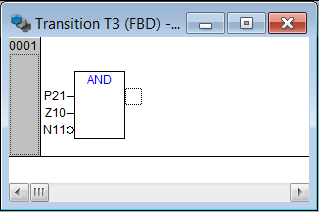 Transition T3 (FBD) -...
0001
AND
P21
Z10
N11